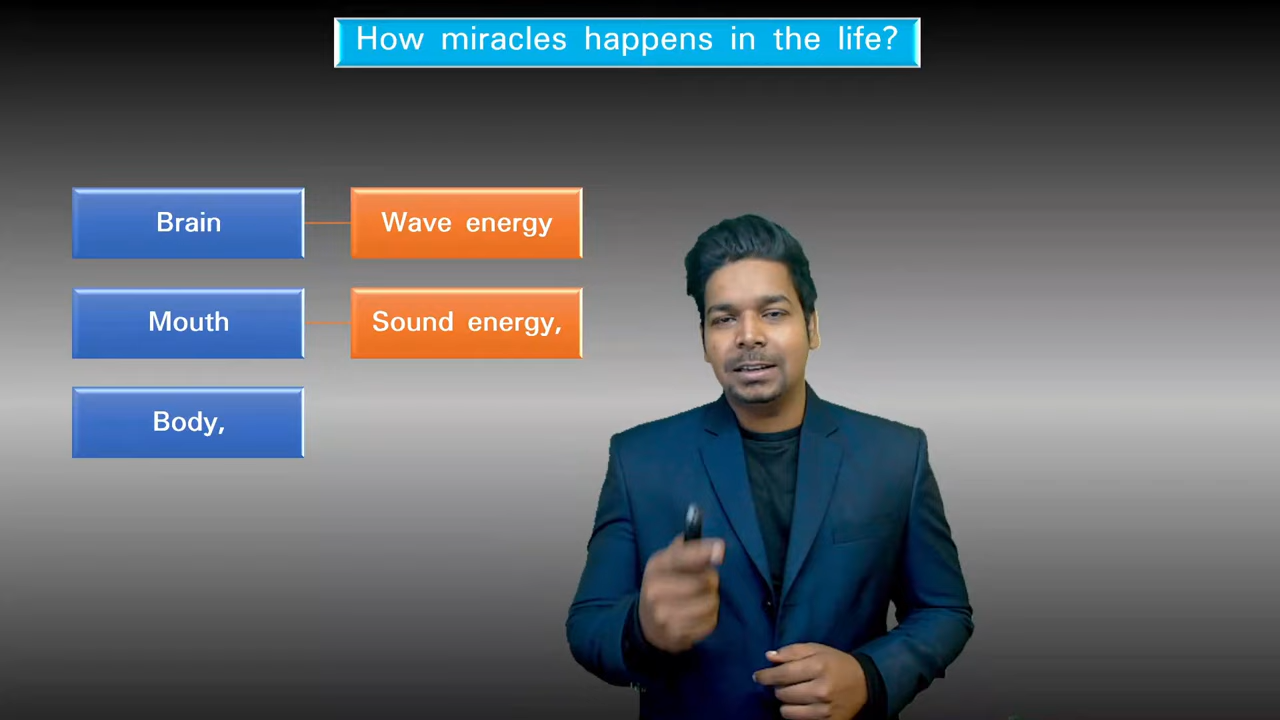 How miracles happens in the life?
Brain
Wave energy
Mouth
Sound energy,
Body,